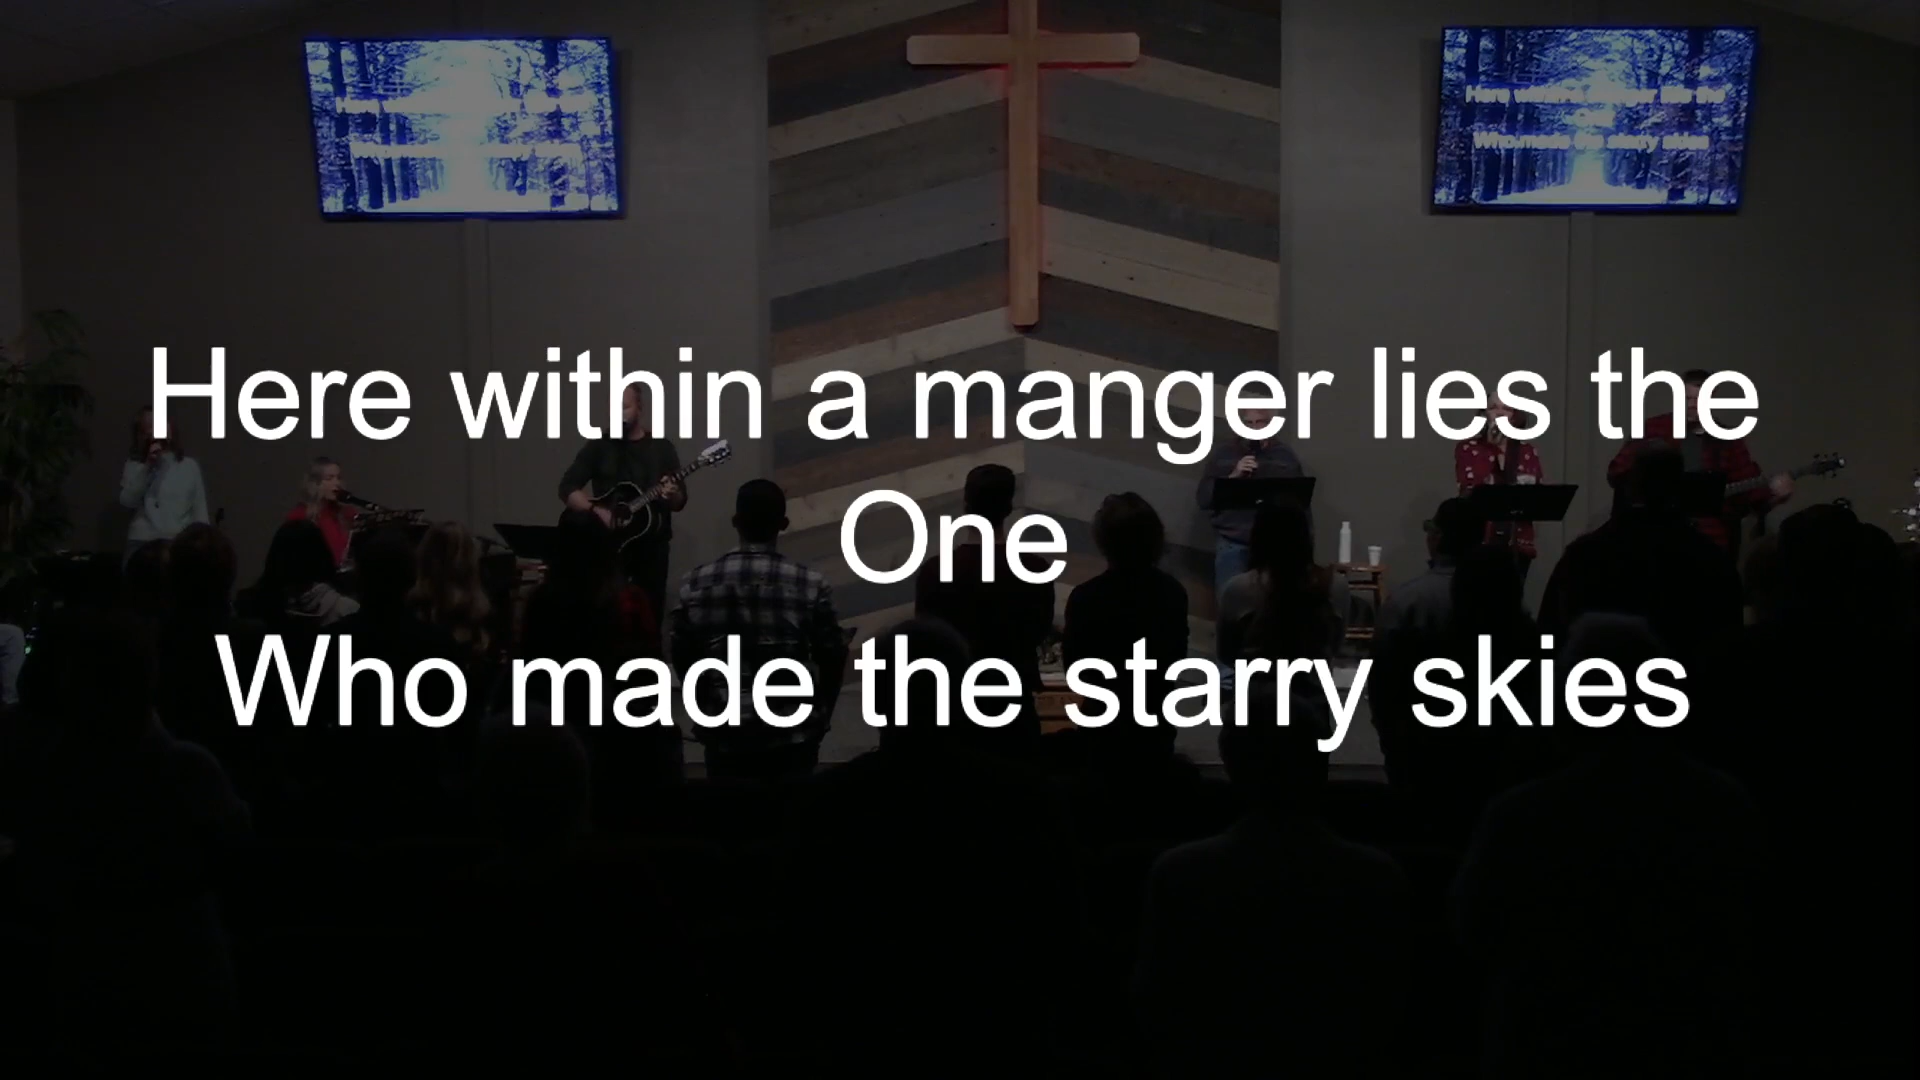 Here within a manger lies the
One
Who made the starry skies